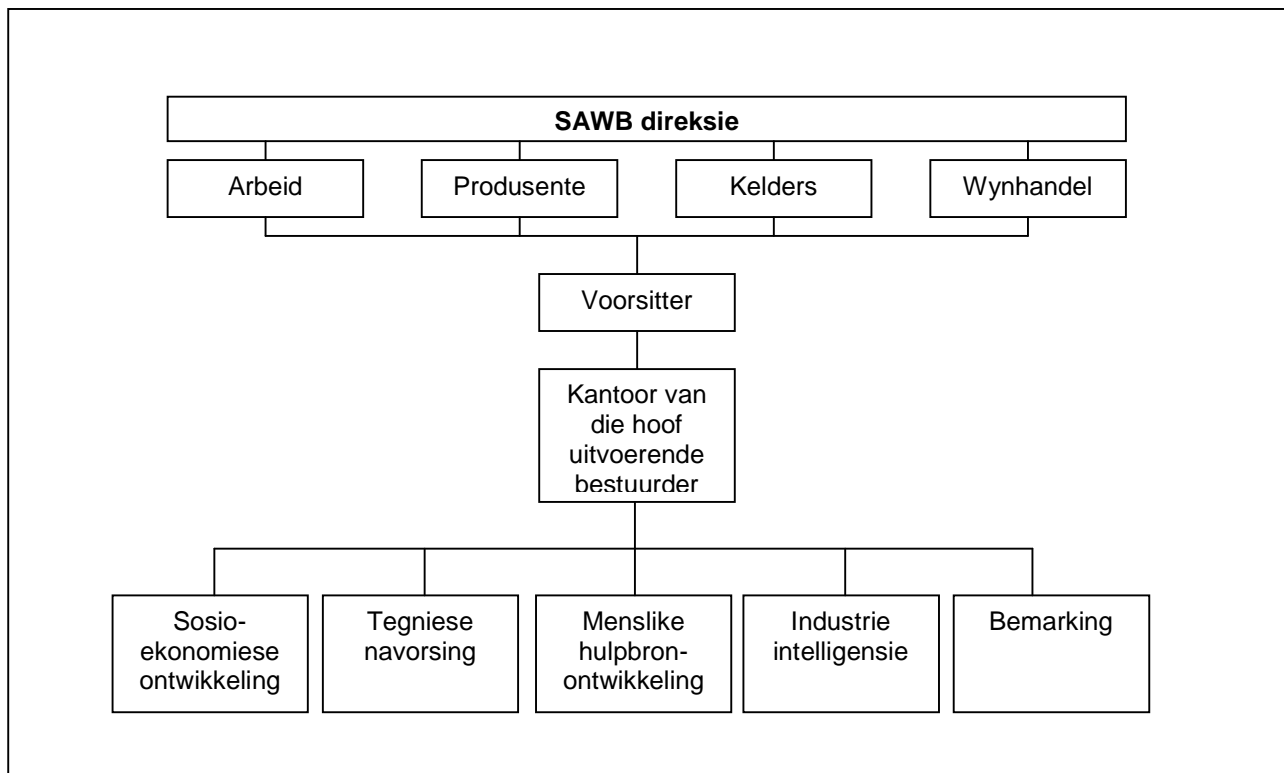 SAWB direksie
Arbeid
Produsente
Kelders
Wynhandel
Voorsitter
Kantoor van
die hoof
uitvoerende
bestuurder
Sosio-
ekonomiese
ontwikkeling
Tegniese
navorsing
Menslike
hulpbron-
ontwikkeling
Industrie
intelligensie
Bemarking